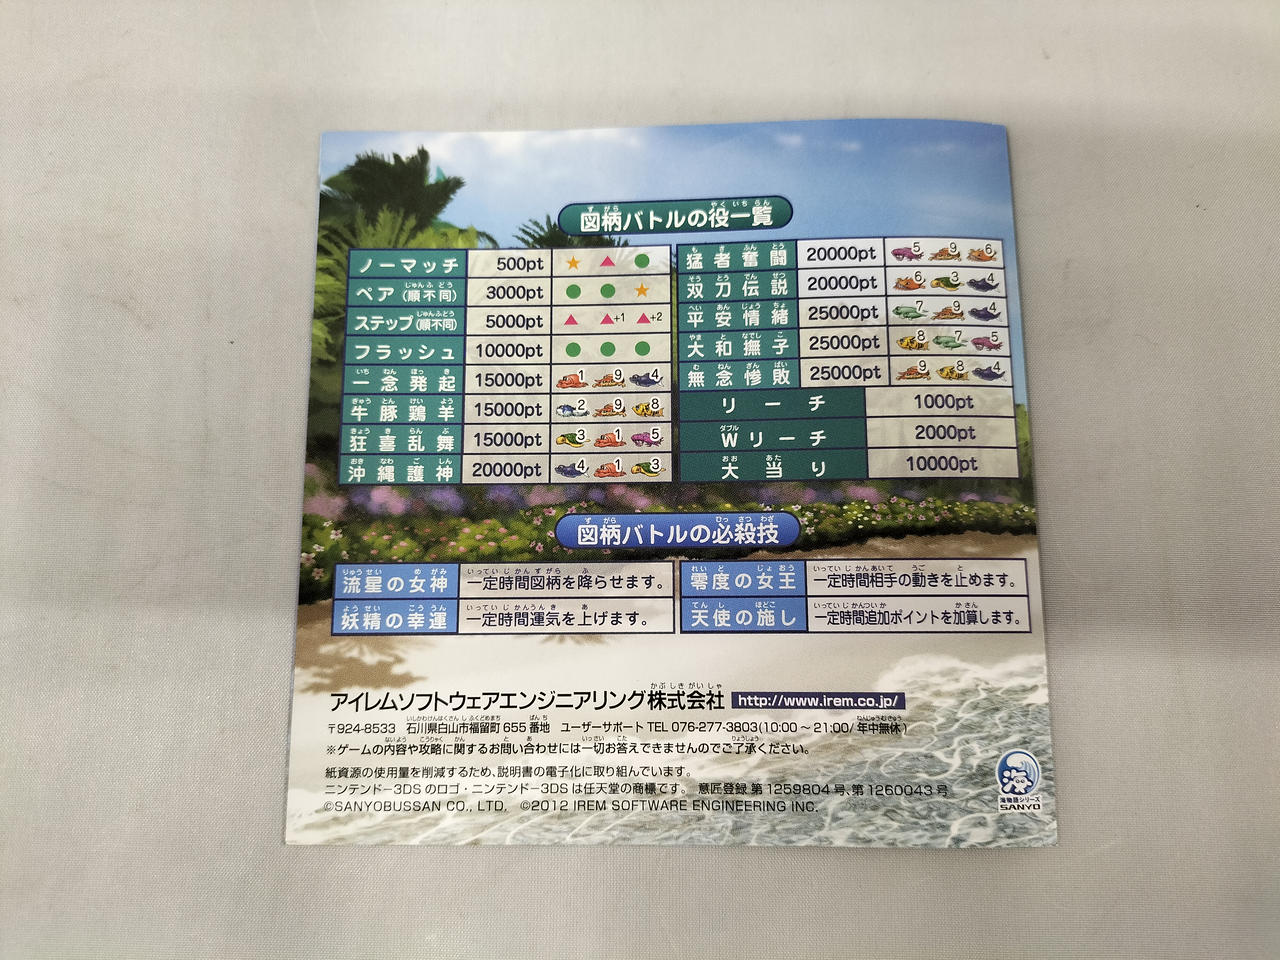 図柄バトルの役一覧
ノーマッチ 500pt
ペア(順不同) 3000pt
ステップ(順不同) 5000pt +1 +2
フラッシュ 10000pt
一念発起 15000pt 1 9 4
牛豚鶏羊 15000pt 2 9 8
狂喜乱舞 15000pt 3 1 5
沖縄護神 20000pt 4 1 3
猛者奮闘 20000pt 5 9 6
双刀伝説 20000pt 6 3 4
平安情緒 25000pt 7 9 4
大和撫子 25000pt 8 7 5
無念惨敗 25000pt 9 8 4
リーチ 1000pt
Wリーチ 2000pt
大当り 10000pt
図柄バトルの必殺技
流星の女神 一定時間図柄を降らせます。
妖精の幸運 一定時間運気を上げます。
零度の女王 一定時間相手の動きを止めます。
天使の施し 一定時間追加ポイントを加算します。
アイレムソフトウェアエンジニアリング株式会社 http://www.irem.co.jp/
〒924-8533 石川県白山市福留町655番地 ユーザーサポート TEL 076-277-3803(10:00～21:00/年中無休)
※ゲームの内容や攻略に関するお問い合わせには一切お答えできませんのでご了承ください。
紙資源の使用量を削減するため、説明書の電子化に取り組んでいます。
ニンテンドー3DSのロゴ・ニンテンドー3DSは任天堂の商標です。 意匠登録 第1259804号、第1260043号
©SANYOBUSSAN CO., LTD. ©2012 IREM SOFTWARE ENGINEERING INC.
海
海物語シリーズ
SANYO